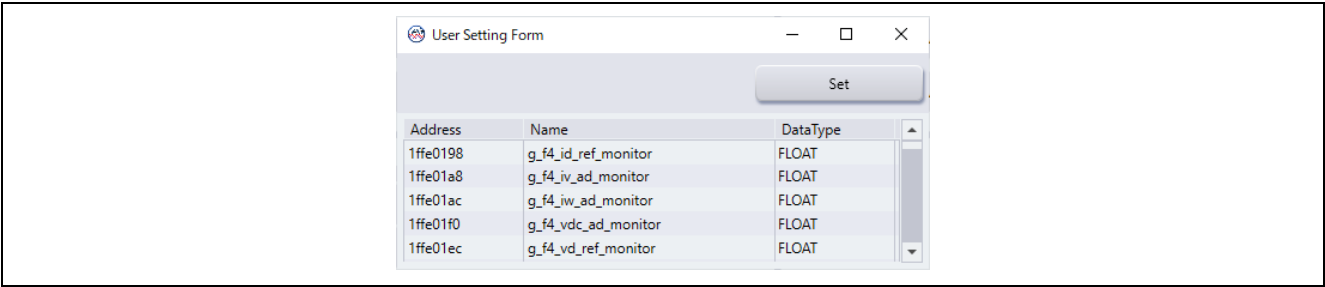 User Setting Form
Set
Address Name DataType
1ffe0198 g_f4_id_ref_monitor FLOAT
1ffe01a8 g_f4_iv_ad_monitor FLOAT
1ffe01ac g_f4_iw_ad_monitor FLOAT
1ffe01f0 g_f4_vdc_ad_monitor FLOAT
1ffe01ec g_f4_vd_ref_monitor FLOAT